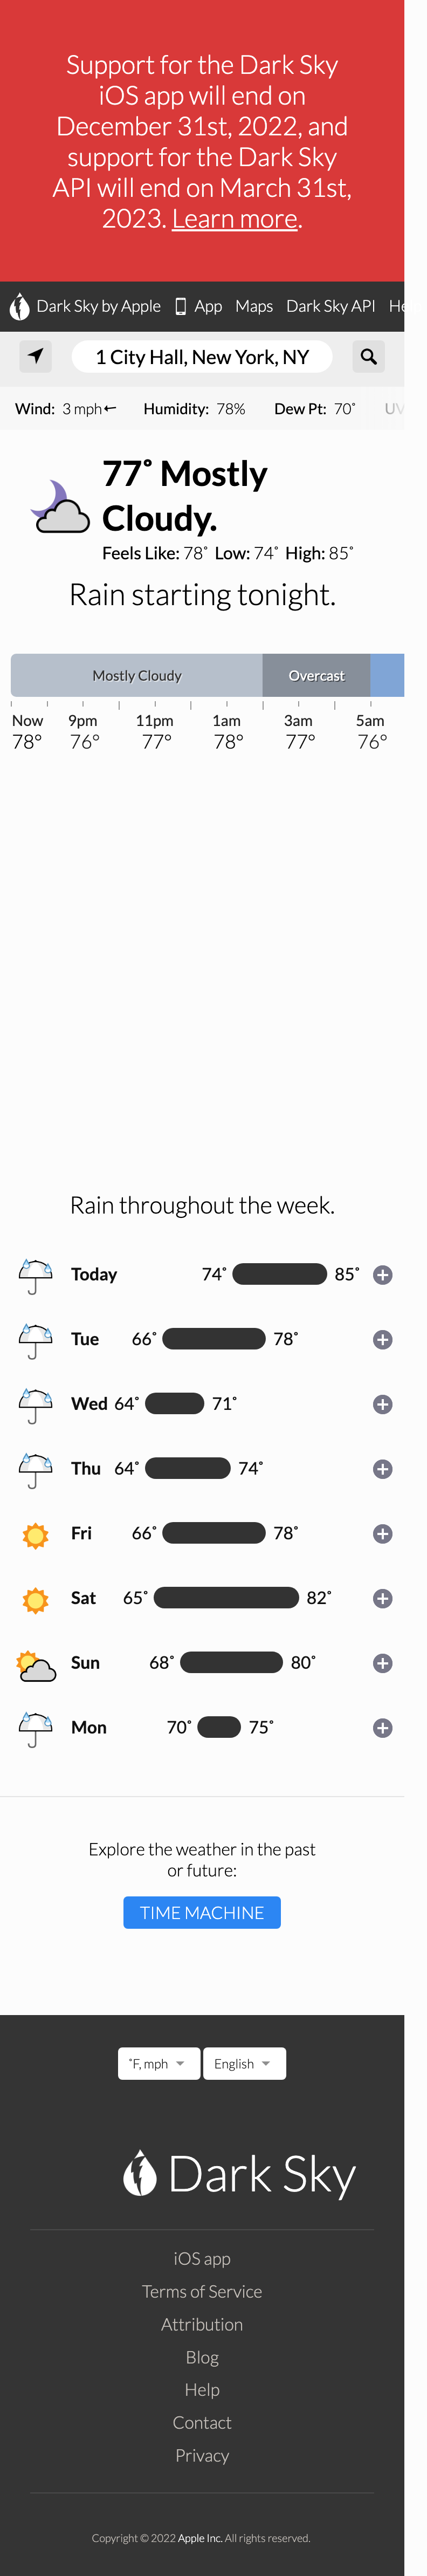 Support for the Dark Sky
iOS app will end on
December 31st, 2022, and
support for the Dark Sky
API will end on March 31st,
2023. Learn more.
Dark Sky by Apple App Maps Dark Sky API He
1 City Hall, New York, NY
Wind: 3 mph Humidity: 78% Dew Pt: 70˚ UV
77˚ Mostly
Cloudy.
Feels Like: 78˚ Low: 74˚ High: 85˚
Rain starting tonight.
Mostly Cloudy Overcast
Now 9pm 11pm 1am 3am 5am
78° 76° 77° 78° 77° 76°
Rain throughout the week.
Today 74˚ 85˚
Tue 66˚ 78˚
Wed 64˚ 71˚
Thu 64˚ 74˚
Fri 66˚ 78˚
Sat 65˚ 82˚
Sun 68˚ 80˚
Mon 70˚ 75˚
Explore the weather in the past
or future:
TIME MACHINE
˚F, mph English
Dark Sky
iOS app
Terms of Service
Attribution
Blog
Help
Contact
Privacy
Copyright © 2022 Apple Inc. All rights reserved.